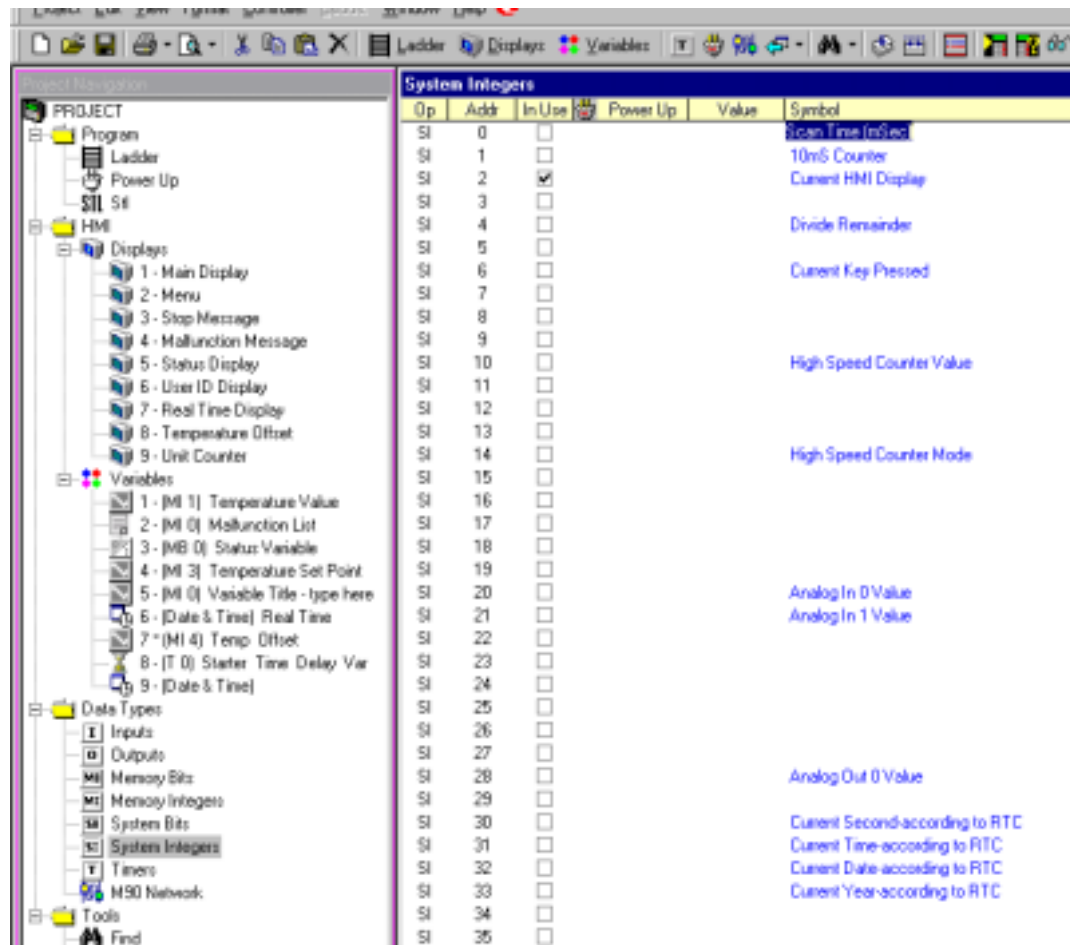 Ladder Displays Variables
Project Navigation
PROJECT
Program
Ladder
Power Up
Stl Stl
HMI
Displays
1 - Main Display
2 - Menu
3 - Stop Message
4 - Malfunction Message
5 - Status Display
6 - User ID Display
7 - Real Time Display
8 - Temperature Offset
9 - Unit Counter
Variables
1 - (MI 1) Temperature Value
2 - (MI 0) Malfunction List
3 - (MB 0) Status Variable
4 - (MI 3) Temperature Set Point
5 - (MI 0) Variable Title - type here
6 - (Date & Time) Real Time
7 * (MI 4) Temp Offset
8 - (T 0) Starter Time Delay Var
9 - (Date & Time)
Data Types
I Inputs
O Outputs
MB Memory Bits
MI Memory Integers
SB System Bits
SI System Integers
T Timers
M90 Network
Tools
Find
System Integers
Op Addr In Use Power Up Value Symbol
SI 0 Scan Time (mSec)
SI 1 10mS Counter
SI 2 Current HMI Display
SI 3
SI 4 Divide Remainder
SI 5
SI 6 Current Key Pressed
SI 7
SI 8
SI 9
SI 10 High Speed Counter Value
SI 11
SI 12
SI 13
SI 14 High Speed Counter Mode
SI 15
SI 16
SI 17
SI 18
SI 19
SI 20 Analog In 0 Value
SI 21 Analog In 1 Value
SI 22
SI 23
SI 24
SI 25
SI 26
SI 27
SI 28 Analog Out 0 Value
SI 29
SI 30 Current Second-according to RTC
SI 31 Current Time-according to RTC
SI 32 Current Date-according to RTC
SI 33 Current Year-according to RTC
SI 34
SI 35